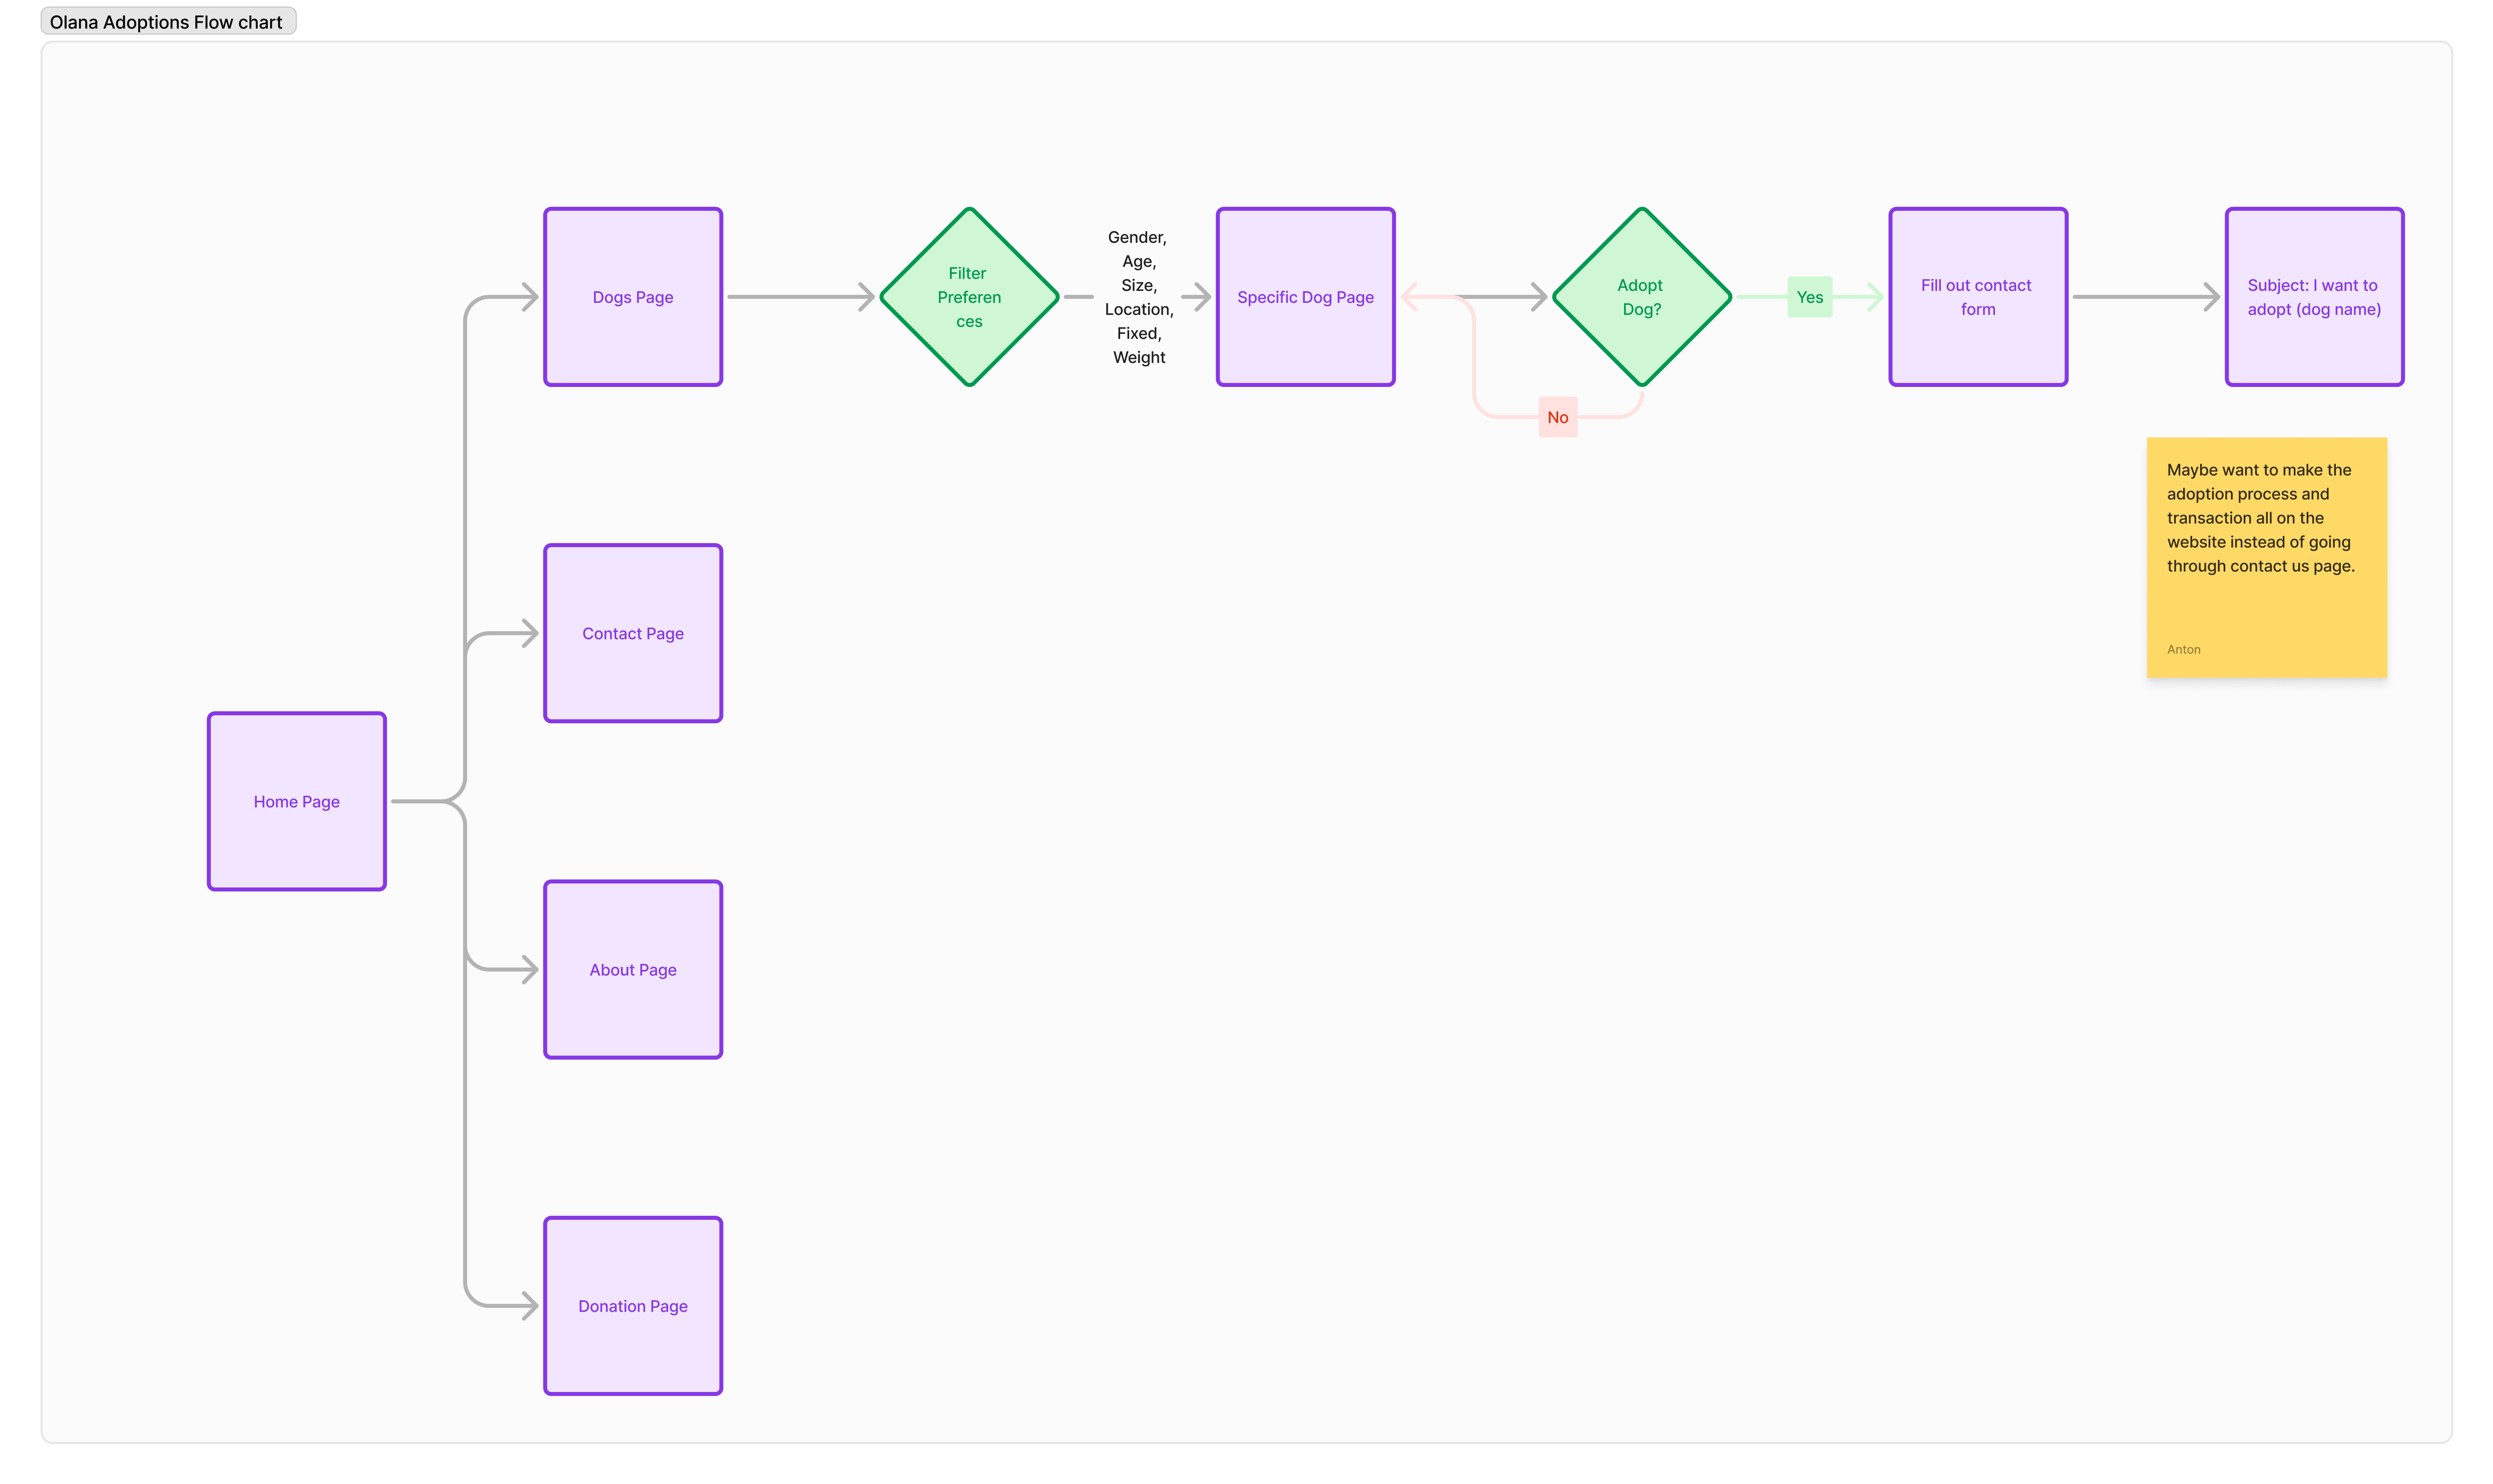 Olana Adoptions Flow chart
Dogs Page
Filter
Preferen
ces
Gender,
Age,
Size,
Location,
Fixed,
Weight
Specific Dog Page
Adopt
Dog?
Yes
No
Fill out contact
form
Subject: I want to
adopt (dog name)
Maybe want to make the
adoption process and
transaction all on the
website instead of going
through contact us page.
Anton
Contact Page
Home Page
About Page
Donation Page